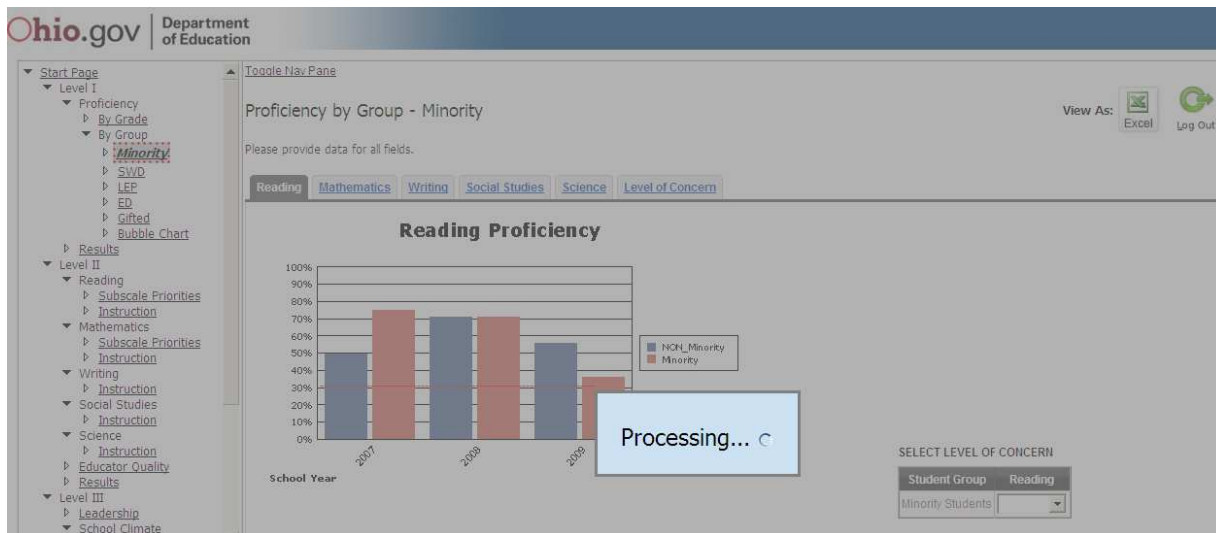 Ohio.gov Department of Education
Start Page
Level I
Proficiency
By Grade
By Group
Minority
SWD
LEP
ED
Gifted
Bubble Chart
Results
Level II
Reading
Subscale Priorities
Instruction
Mathematics
Subscale Priorities
Instruction
Writing
Instruction
Social Studies
Instruction
Science
Instruction
Educator Quality
Results
Level III
Leadership
School Climate
Toggle Nav Pane
Proficiency by Group - Minority
View As: Excel Log Out
Please provide data for all fields.
Reading Mathematics Writing Social Studies Science Level of Concern
Reading Proficiency
100%
90%
80%
70%
60%
50%
40%
30%
20%
10%
0%
2007 2008 2009
School Year
NON_Minority
Minority
Processing...
SELECT LEVEL OF CONCERN
Student Group Reading
Minority Students